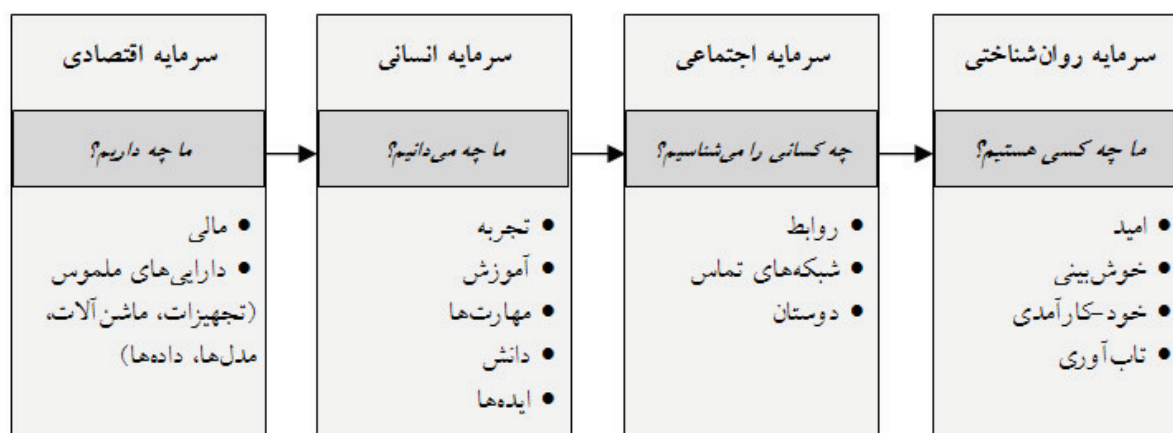 سرمایه اقتصادی
ما چه داریم؟
• مالی
• دارایی‌های ملموس
(تجهیزات، ماشن‌آلات،
مدل‌ها، داده‌ها)
سرمایه انسانی
ما چه می‌دانیم؟
• تجربه
• آموزش
• مهارت‌ها
• دانش
• ایده‌ها
سرمایه اجتماعی
چه کسانی را می‌شناسیم؟
• روابط
• شبکه‌های تماس
• دوستان
سرمایه روان‌شناختی
ما چه کسی هستیم؟
• امید
• خوش‌بینی
• خود-کارآمدی
• تاب‌آوری